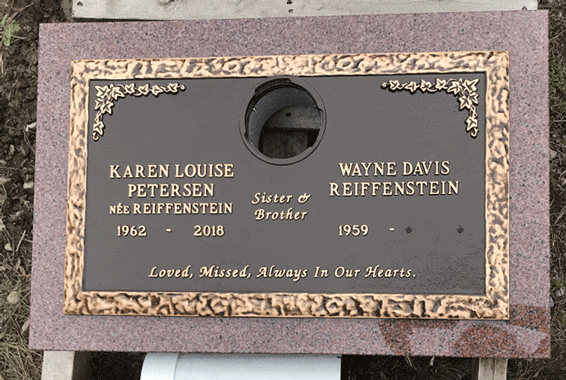 KAREN LOUISE
PETERSEN
NÉE REIFFENSTEIN
1962 - 2018
Sister &
Brother
WAYNE DAVIS
REIFFENSTEIN
1959 -
Loved, Missed, Always In Our Hearts.